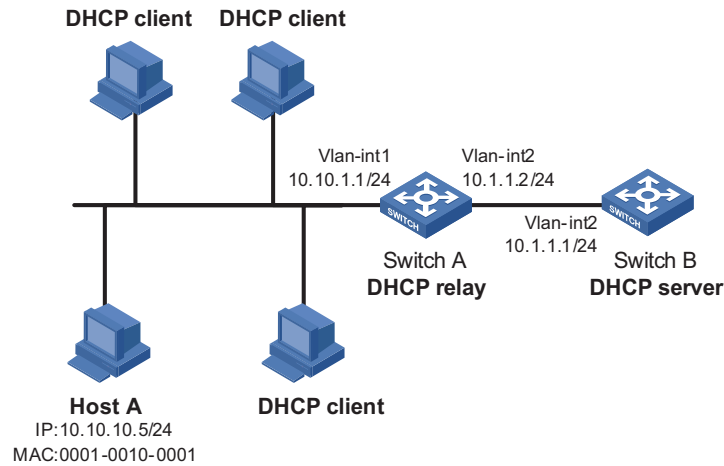 DHCP client
DHCP client
Vlan-int1
10.10.1.1/24
Vlan-int2
10.1.1.2/24
SWITCH
SWITCH
Vlan-int2
10.1.1.1/24
Switch A
DHCP relay
Switch B
DHCP server
Host A
IP:10.10.10.5/24
MAC:0001-0010-0001
DHCP client